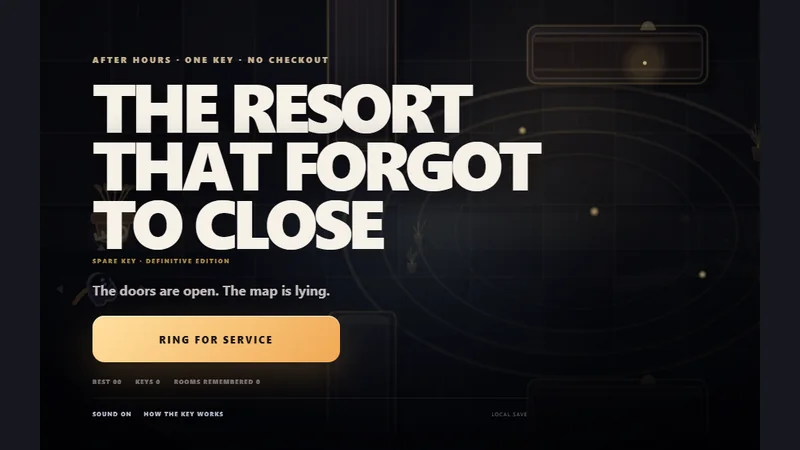 AFTER HOURS · ONE KEY · NO CHECKOUT
THE RESORT
THAT FORGOT
TO CLOSE
SPARE KEY · DEFINITIVE EDITION
The doors are open. The map is lying.
RING FOR SERVICE
BEST 80 KEYS 0 ROOMS REMEMBERED 0
SOUND ON HOW THE KEY WORKS LOCAL SAVE